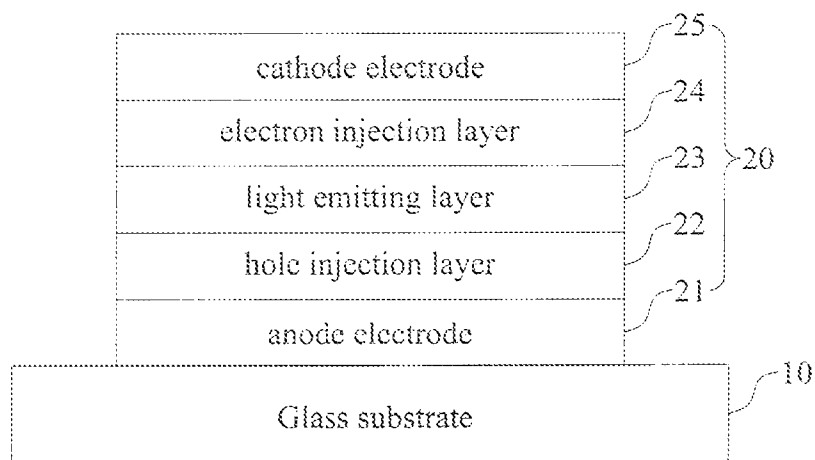 25
cathode electrode
24
electron injection layer
23
20
light emitting layer
22
hole injection layer
21
anode electrode
10
Glass substrate